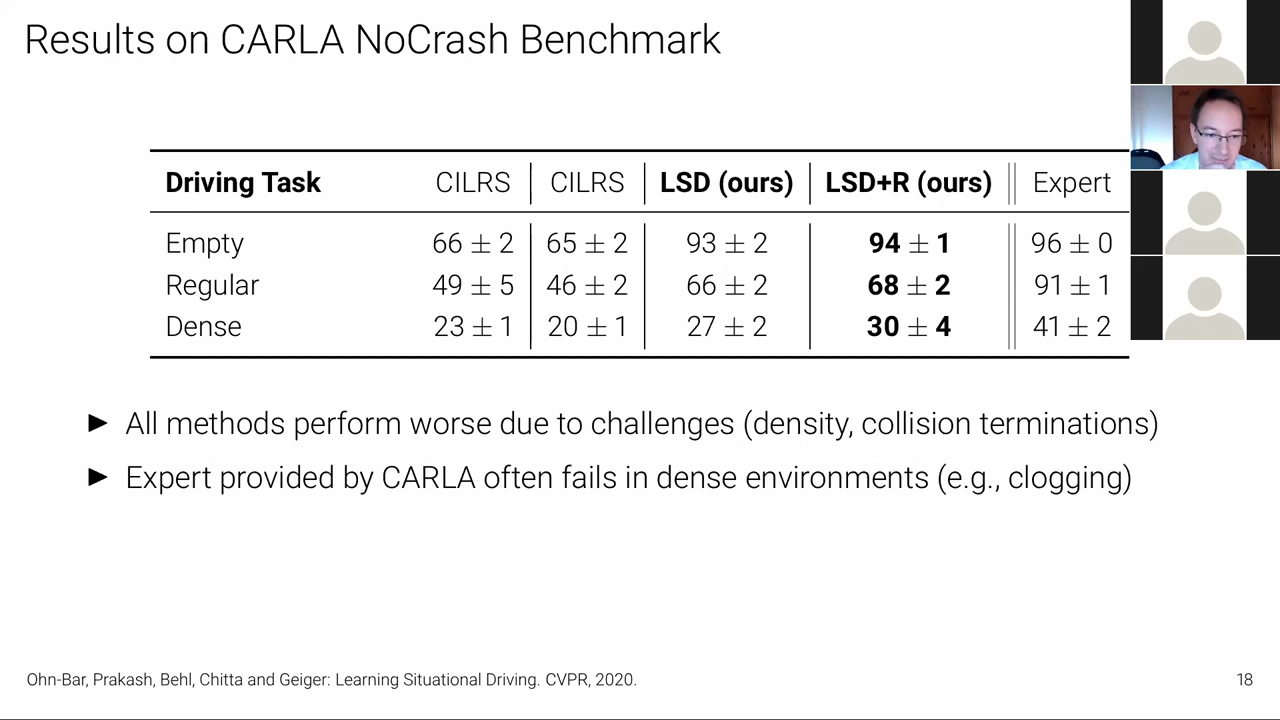 Results on CARLA NoCrash Benchmark
Driving Task CILRS CILRS LSD (ours) LSD+R (ours) Expert
Empty 66 ± 2 65 ± 2 93 ± 2 94 ± 1 96 ± 0
Regular 49 ± 5 46 ± 2 66 ± 2 68 ± 2 91 ± 1
Dense 23 ± 1 20 ± 1 27 ± 2 30 ± 4 41 ± 2
► All methods perform worse due to challenges (density, collision terminations)
► Expert provided by CARLA often fails in dense environments (e.g., clogging)
Ohn-Bar, Prakash, Behl, Chitta and Geiger: Learning Situational Driving. CVPR, 2020.
18